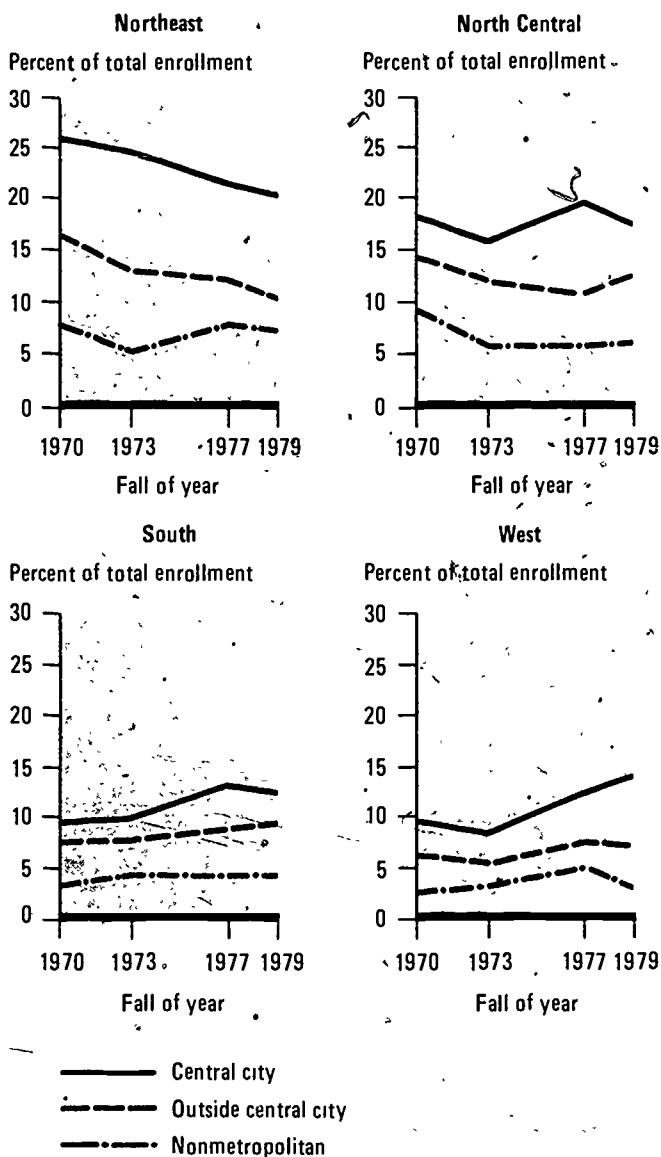 Northeast
Percent of total enrollment
30
25
20
15
10
5
0
1970 1973 1977 1979
Fall of year
North Central
Percent of total enrollment
30
25
20
15
10
5
0
1970 1973 1977 1979
Fall of year
South
Percent of total enrollment
30
25
20
15
10
5
0
1970 1973 1977 1979
Fall of year
West
Percent of total enrollment
30
25
20
15
10
5
0
1970 1973 1977 1979
Fall of year
Central city
Outside central city
Nonmetropolitan